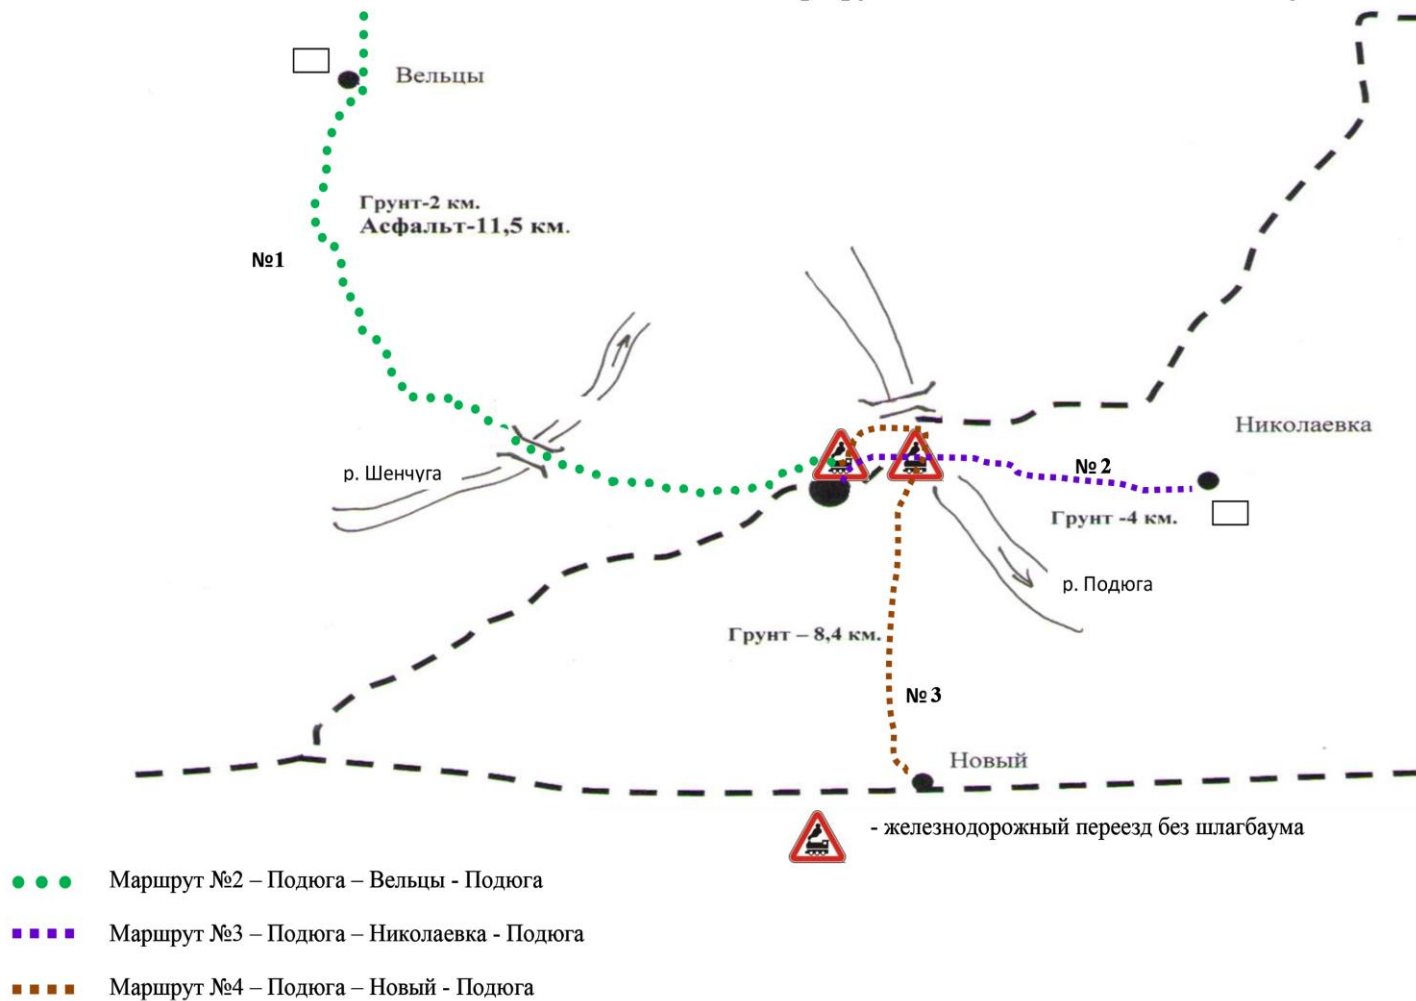 Вельцы
Грунт-2 км.
Асфальт-11,5 км.
№1
Николаевка
р. Шенчуга
№ 2
Грунт -4 км.
р. Подюга
Грунт – 8,4 км.
№ 3
Новый
- железнодорожный переезд без шлагбаума
Маршрут №2 – Подюга – Вельцы - Подюга
Маршрут №3 – Подюга – Николаевка - Подюга
Маршрут №4 – Подюга – Новый - Подюга